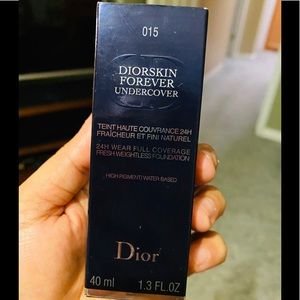 015
DIORSKIN
FOREVER
UNDERCOVER
TEINT HAUTE COUVRANCE 24H
FRAÎCHEUR ET FINI NATUREL
24H WEAR FULL COVERAGE
FRESH WEIGHTLESS FOUNDATION
HIGH PIGMENT/WATER BASED
Dior
40 ml 1.3 FL.OZ